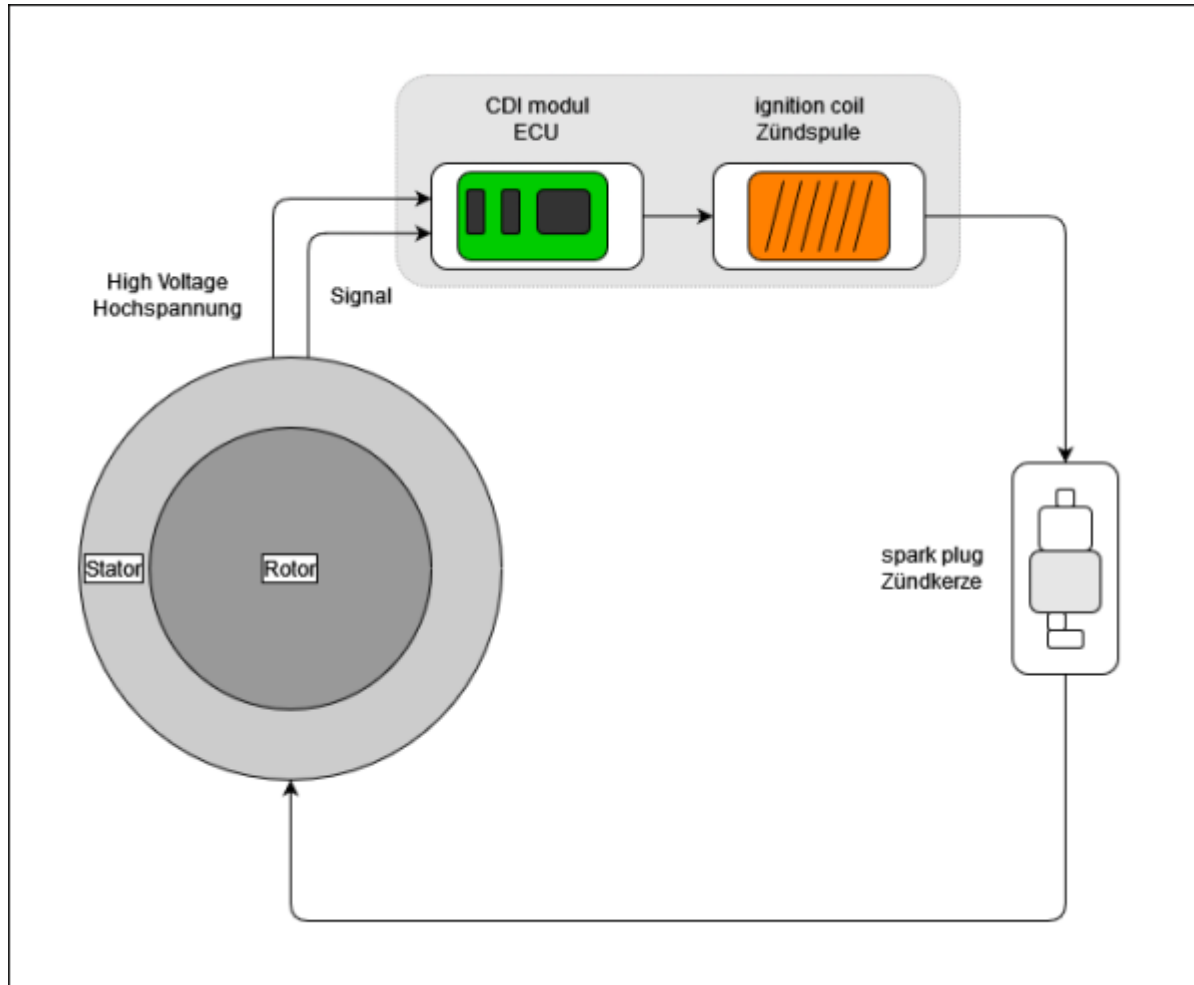 CDI modul
ECU
ignition coil
Zündspule
High Voltage
Hochspannung
Signal
Stator
Rotor
spark plug
Zündkerze